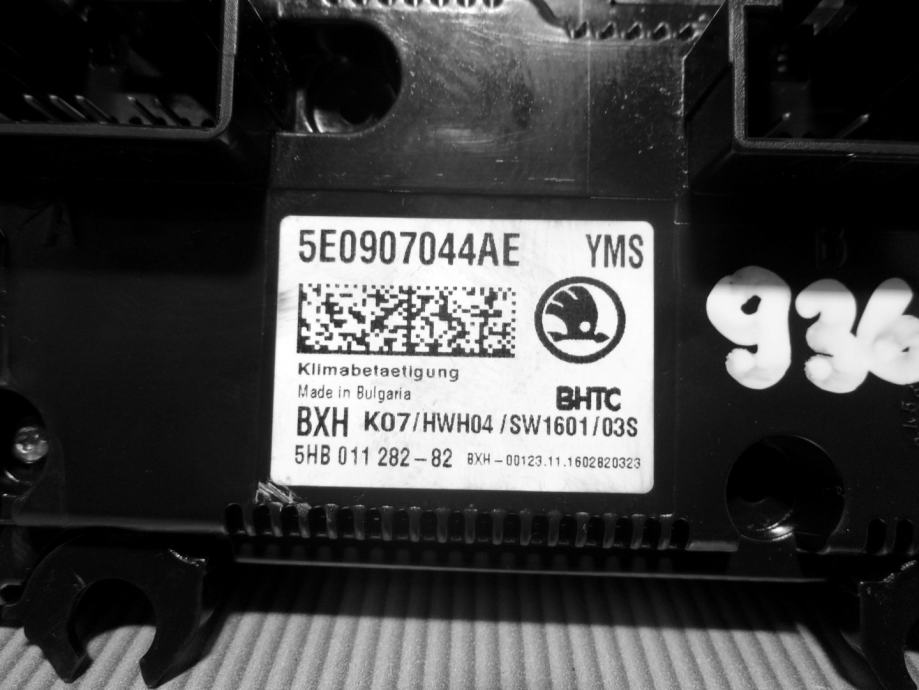 5E0907044AE YMS
Klimabetaetigung
Made in Bulgaria
BHTC
BXH K07/HWH04/SW1601/03S
5HB 011 282-82 BXH-00123.11.1602820323
936